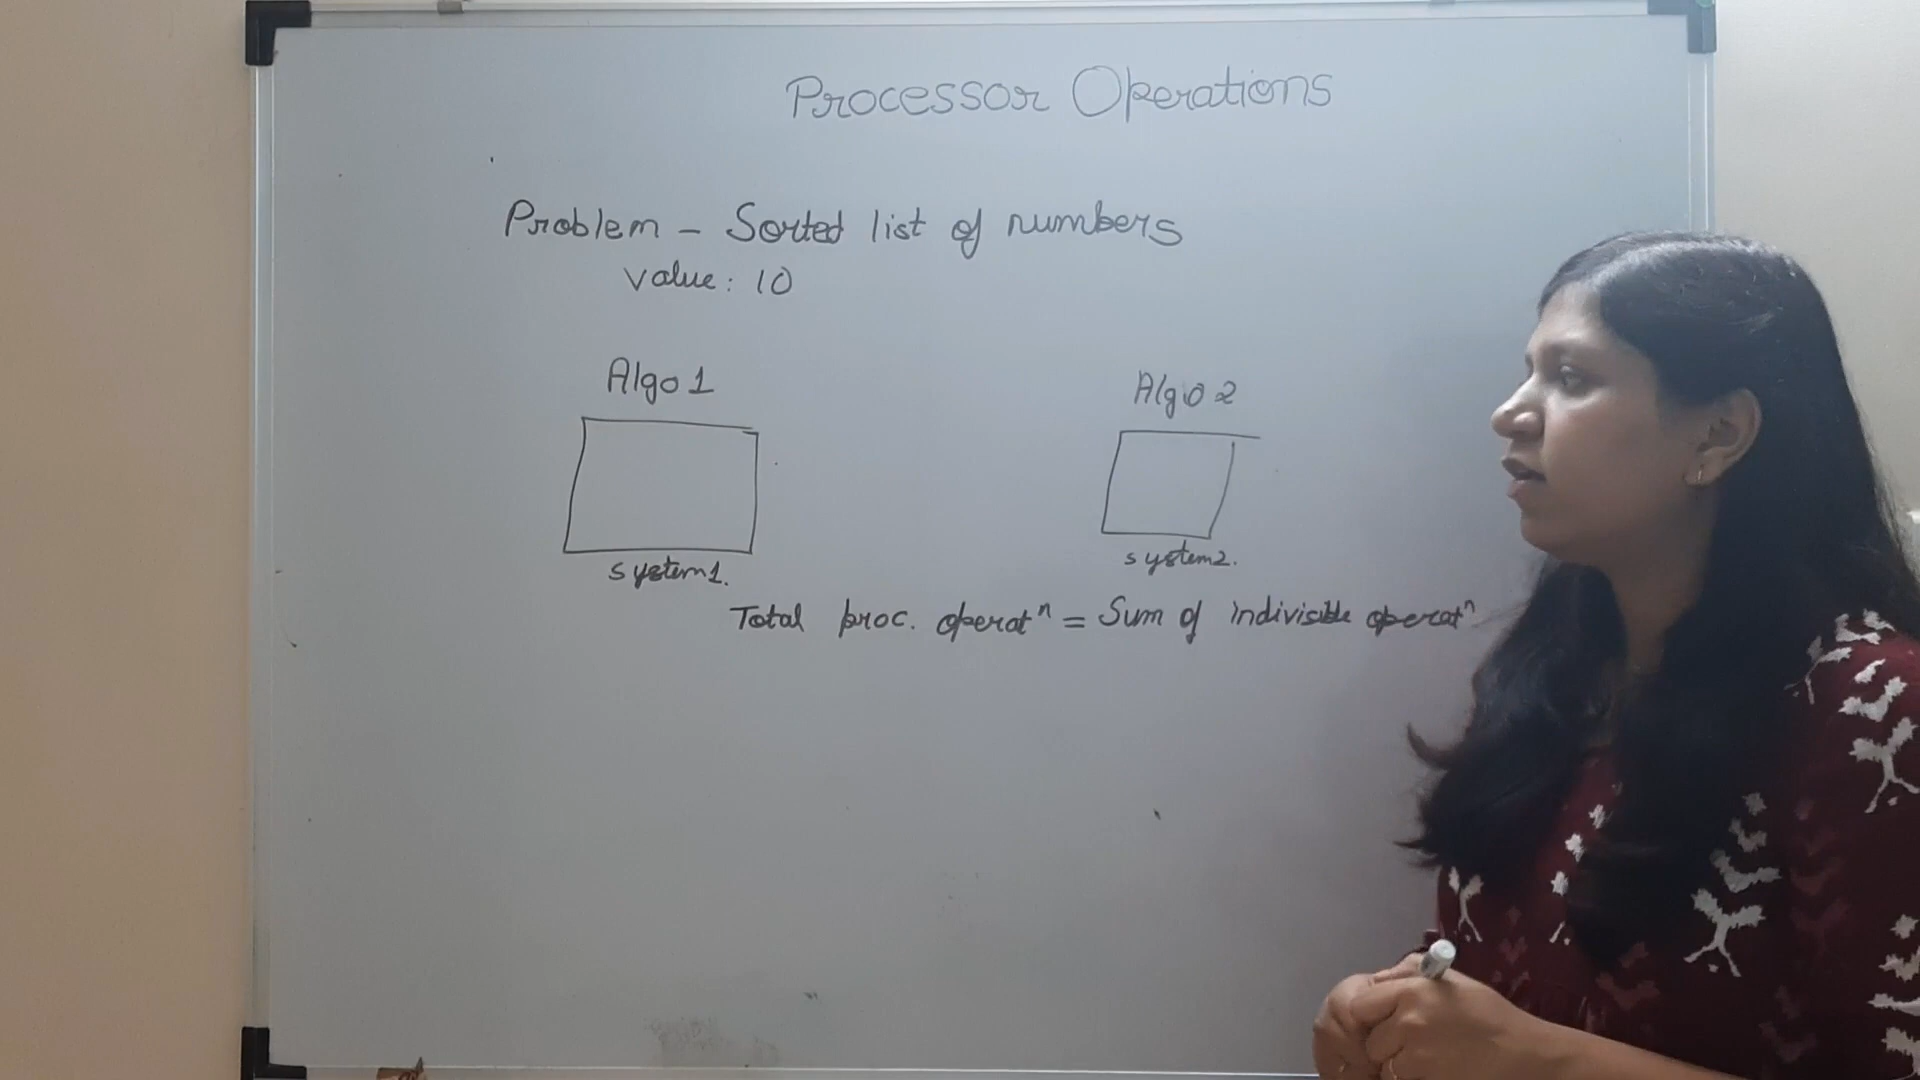 Processor Operations
Problem - Sorted list of numbers
Value: 10
Algo 1
Algo 2
system1.
system2.
Total proc. operatⁿ = Sum of indivisible operatⁿ